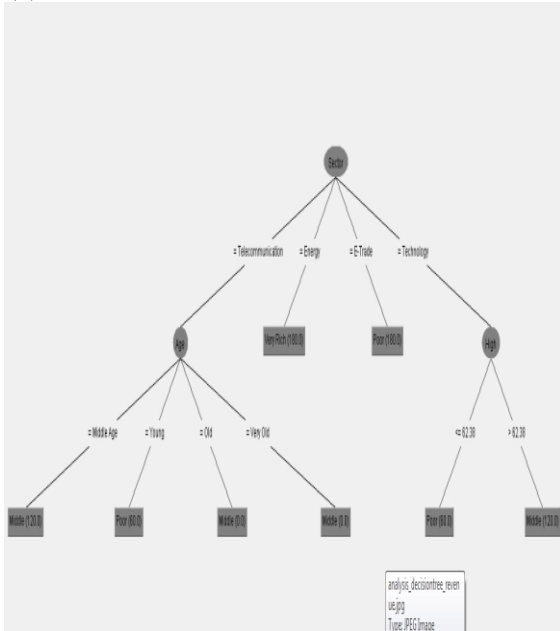 Sector
= Telecommunication = Energy = E-Trade = Technology
Age Very Rich (180.0) Poor (180.0) High
= Middle Age = Young = Old = Very Old <= 62.38 > 62.38
Middle (120.0) Poor (60.0) Middle (0.0) Middle (0.0) Poor (60.0) Middle (120.0)
analysis_decisiontree_reven
ue.jpg
Type: JPEG Image